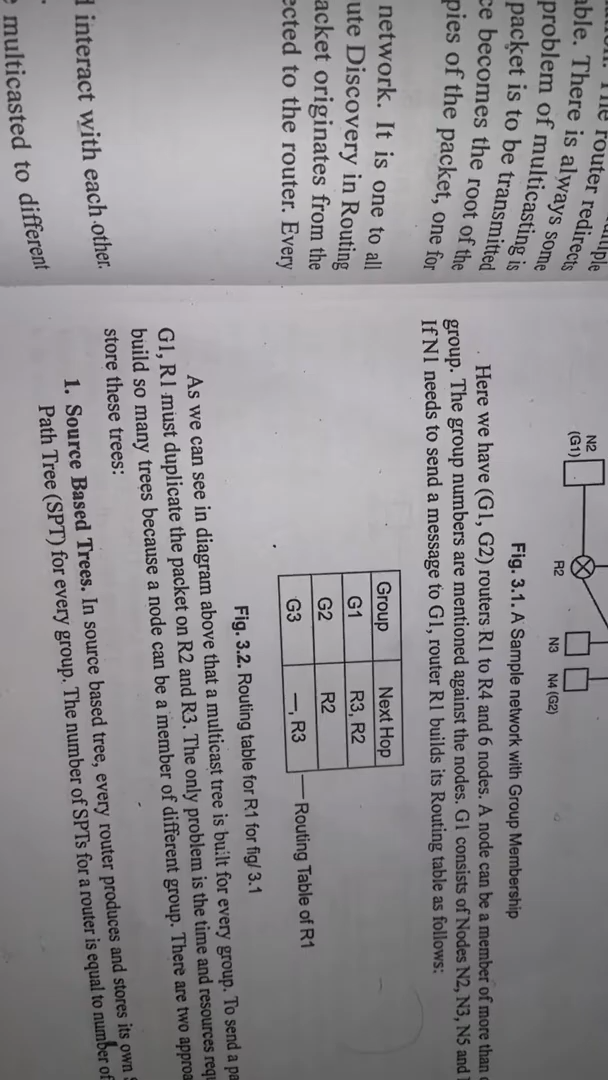 The router redirects
able. There is always some
problem of multicasting is
packet is to be transmitted
ce becomes the root of the
pies of the packet, one for
network. It is one to all
ute Discovery in Routing
acket originates from the
ected to the router. Every
d interact with each other.
multicasted to different
N2
(G1)
R2
N3
N4 (G2)
Fig. 3.1. A Sample network with Group Membership
Here we have (G1, G2) routers R1 to R4 and 6 nodes. A node can be a member of more than
group. The group numbers are mentioned against the nodes. G1 consists of Nodes N2, N3, N5 and
If N1 needs to send a message to G1, router R1 builds its Routing table as follows:
Group Next Hop
G1 R3, R2
G2 R2
G3 —, R3
Routing Table of R1
Fig. 3.2. Routing table for R1 for fig/ 3.1
As we can see in diagram above that a multicast tree is built for every group. To send a pa
G1, R1 must duplicate the packet on R2 and R3. The only problem is the time and resources requ
build so many trees because a node can be a member of different group. There are two approa
store these trees:
1. Source Based Trees. In source based tree, every router produces and stores its own
Path Tree (SPT) for every group. The number of SPTs for a router is equal to number of